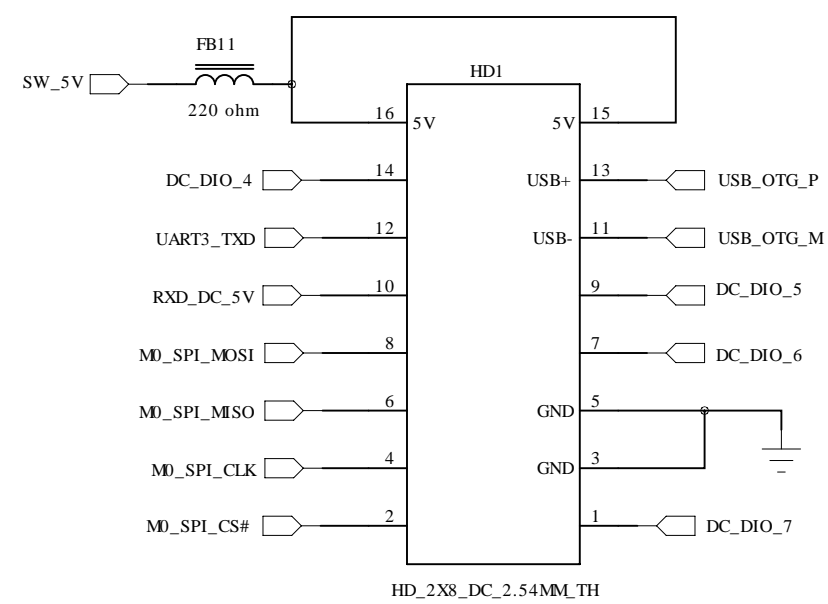 FB11
SW_5V
220 ohm
HD1
16 5V 5V 15
DC_DIO_4 14 USB+ 13 USB_OTG_P
UART3_TXD 12 USB- 11 USB_OTG_M
RXD_DC_5V 10 9 DC_DIO_5
M0_SPI_MOSI 8 7 DC_DIO_6
M0_SPI_MISO 6 GND 5
M0_SPI_CLK 4 GND 3
M0_SPI_CS# 2 1 DC_DIO_7
HD_2X8_DC_2.54MM_TH